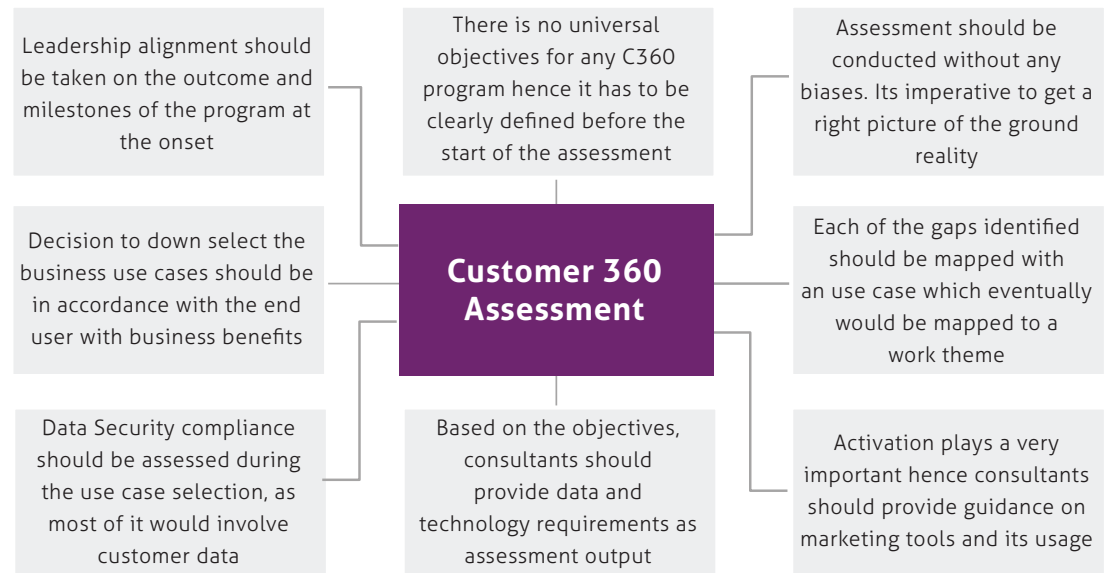 Leadership alignment should
be taken on the outcome and
milestones of the program at
the onset
There is no universal
objectives for any C360
program hence it has to be
clearly defined before the
start of the assessment
Assessment should be
conducted without any
biases. Its imperative to get a
right picture of the ground
reality
Decision to down select the
business use cases should be
in accordance with the end
user with business benefits
Customer 360
Assessment
Each of the gaps identified
should be mapped with
an use case which eventually
would be mapped to a
work theme
Data Security compliance
should be assessed during
the use case selection, as
most of it would involve
customer data
Based on the objectives,
consultants should
provide data and
technology requirements as
assessment output
Activation plays a very
important hence consultants
should provide guidance on
marketing tools and its usage